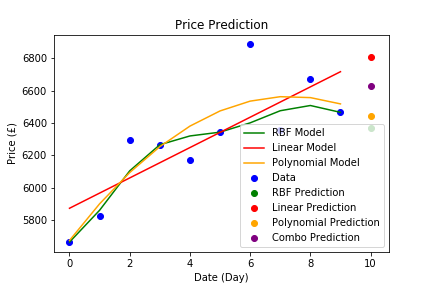 Price Prediction
Price (£)
6800
6600
6400
6200
6000
5800
RBF Model
Linear Model
Polynomial Model
Data
RBF Prediction
Linear Prediction
Polynomial Prediction
Combo Prediction
0 2 4 6 8 10
Date (Day)